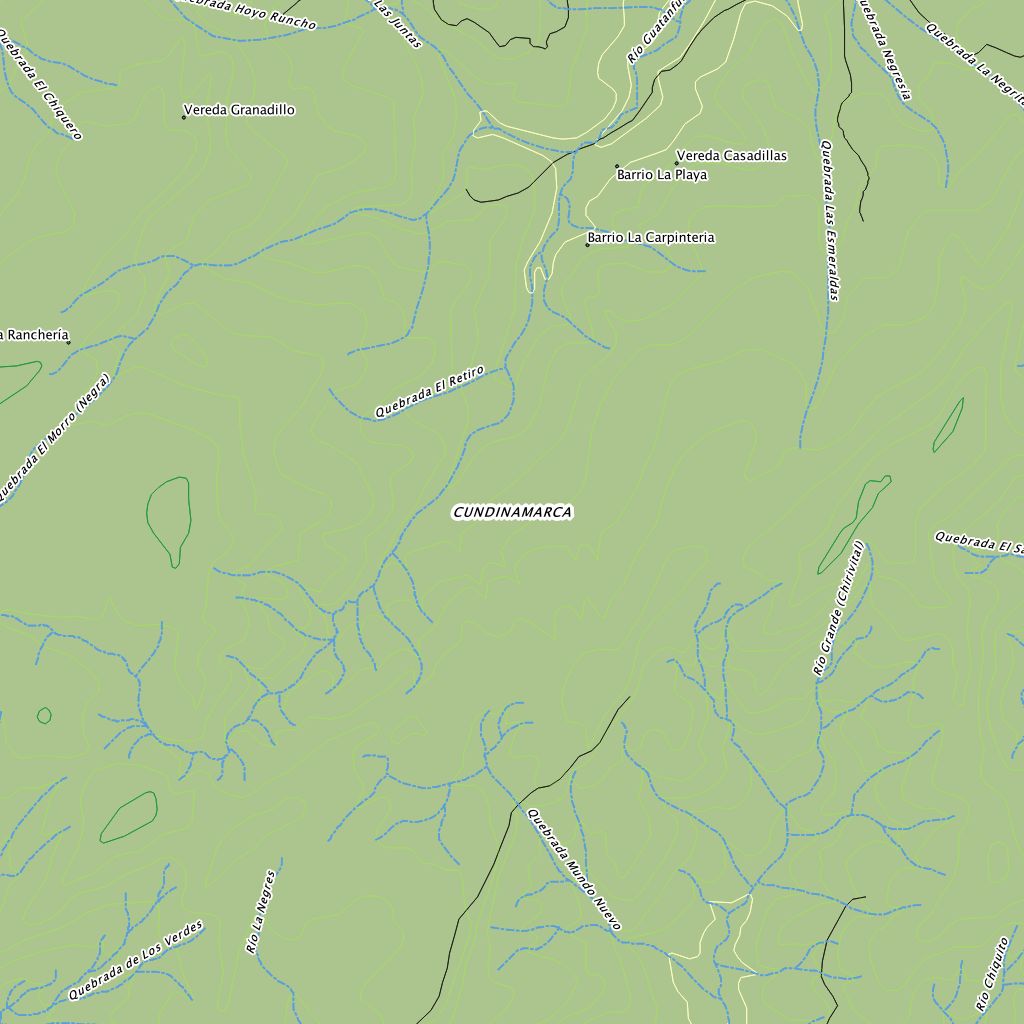 Quebrada Hoyo Runcho
Las Juntas
Quebrada El Chiquero
Río Guatanfu
Quebrada Negresia
Quebrada La Negrit
Vereda Granadillo
Vereda Casadillas
Barrio La Playa
Quebrada Las Esmeraldas
Barrio La Carpinteria
a Ranchería
Quebrada El Retiro
Quebrada El Morro (Negra)
CUNDINAMARCA
Quebrada El Sa
Río Grande (Chirivital)
Quebrada Mundo Nuevo
Río La Negres
Quebrada de Los Verdes
Río Chiquito